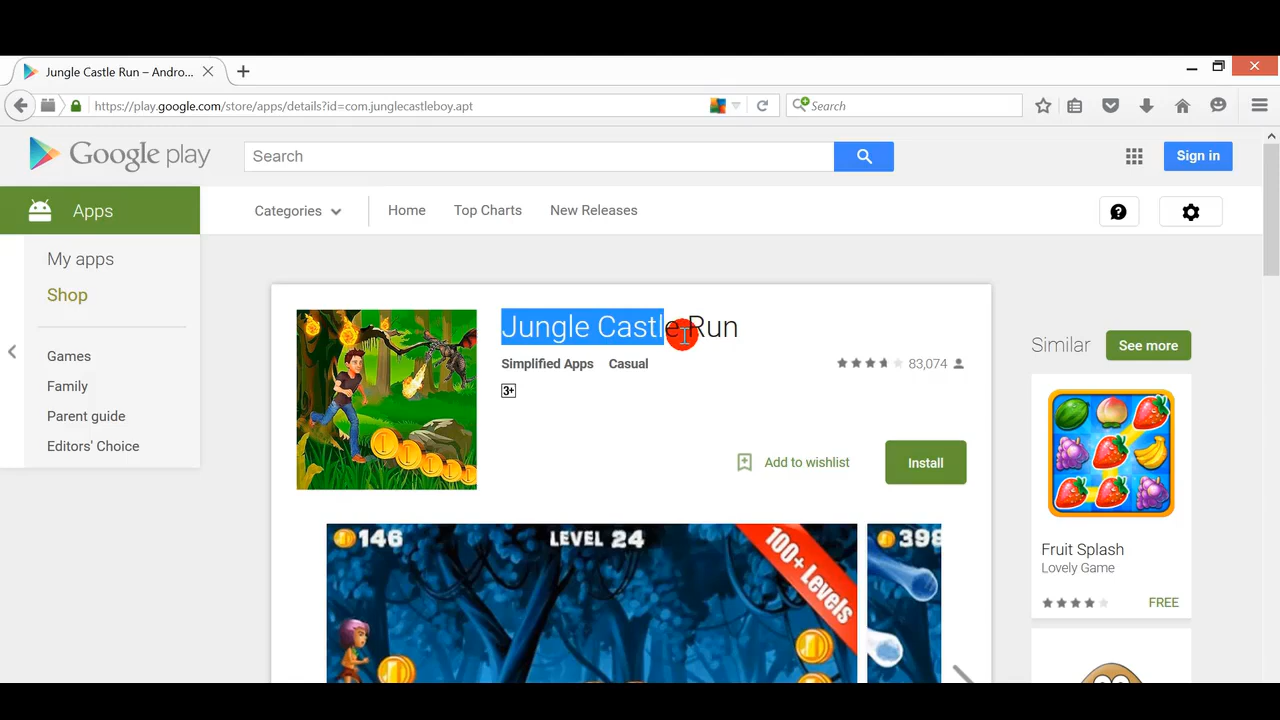 Jungle Castle Run – Andro...
https://play.google.com/store/apps/details?id=com.junglecastleboy.apt
Search
Google play
Search
Sign in
Apps
Categories
Home
Top Charts
New Releases
My apps
Shop
Games
Family
Parent guide
Editors' Choice
Jungle Castle Run
Simplified Apps Casual
83,074
3+
Add to wishlist
Install
146
LEVEL 24
100+ Levels
398
Similar
See more
Fruit Splash
Lovely Game
FREE